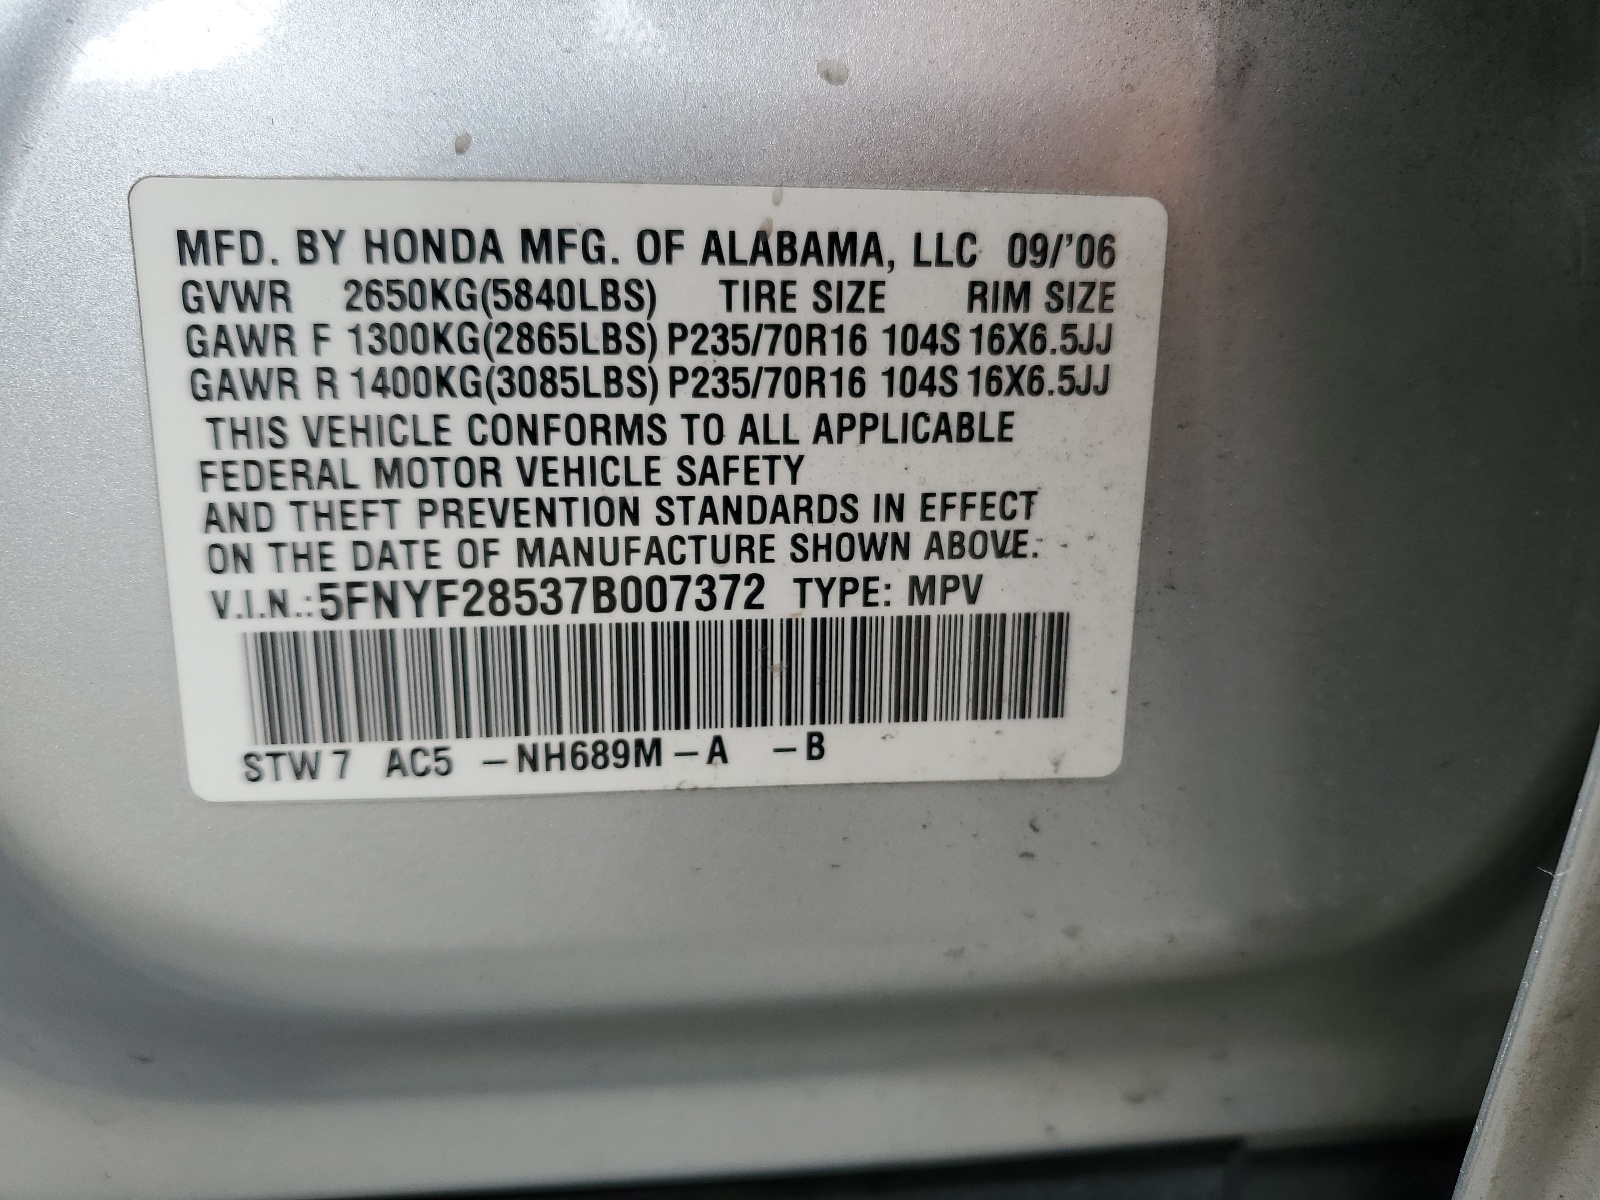 MFD. BY HONDA MFG. OF ALABAMA, LLC 09/'06
GVWR 2650KG(5840LBS) TIRE SIZE RIM SIZE
GAWR F 1300KG(2865LBS) P235/70R16 104S 16X6.5JJ
GAWR R 1400KG(3085LBS) P235/70R16 104S 16X6.5JJ
THIS VEHICLE CONFORMS TO ALL APPLICABLE
FEDERAL MOTOR VEHICLE SAFETY
AND THEFT PREVENTION STANDARDS IN EFFECT
ON THE DATE OF MANUFACTURE SHOWN ABOVE.
V.I.N.:5FNYF28537B007372 TYPE: MPV
STW7 AC5 –NH689M–A –B